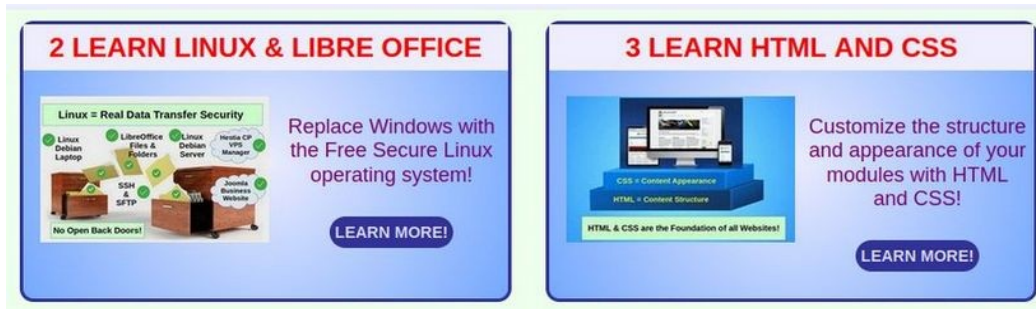 2 LEARN LINUX & LIBRE OFFICE
Linux = Real Data Transfer Security
Linux
Debian
Laptop
LibreOffice
Files &
Folders
Linux
Debian
Server
Hestia CP
VPS
Manager
SSH
&
SFTP
Joomla
Business
Website
No Open Back Doors!
Replace Windows with
the Free Secure Linux
operating system!
LEARN MORE!
3 LEARN HTML AND CSS
CSS = Content Appearance
HTML = Content Structure
HTML & CSS are the Foundation of all Websites!
Customize the structure
and appearance of your
modules with HTML
and CSS!
LEARN MORE!